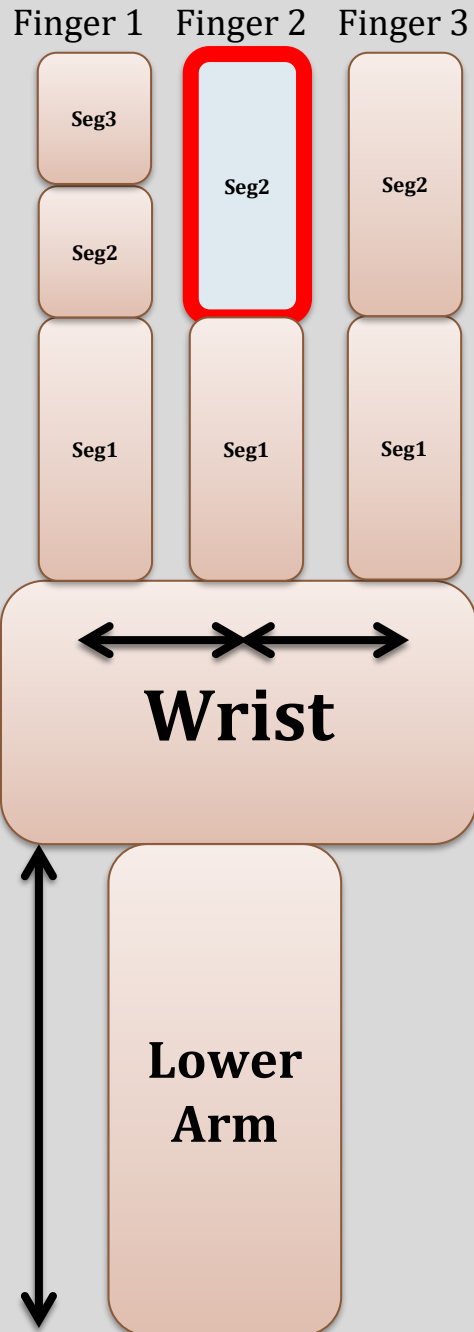 Finger 1 Finger 2 Finger 3
Seg3
Seg2 Seg2
Seg2
Seg1 Seg1 Seg1
Wrist
Lower
Arm